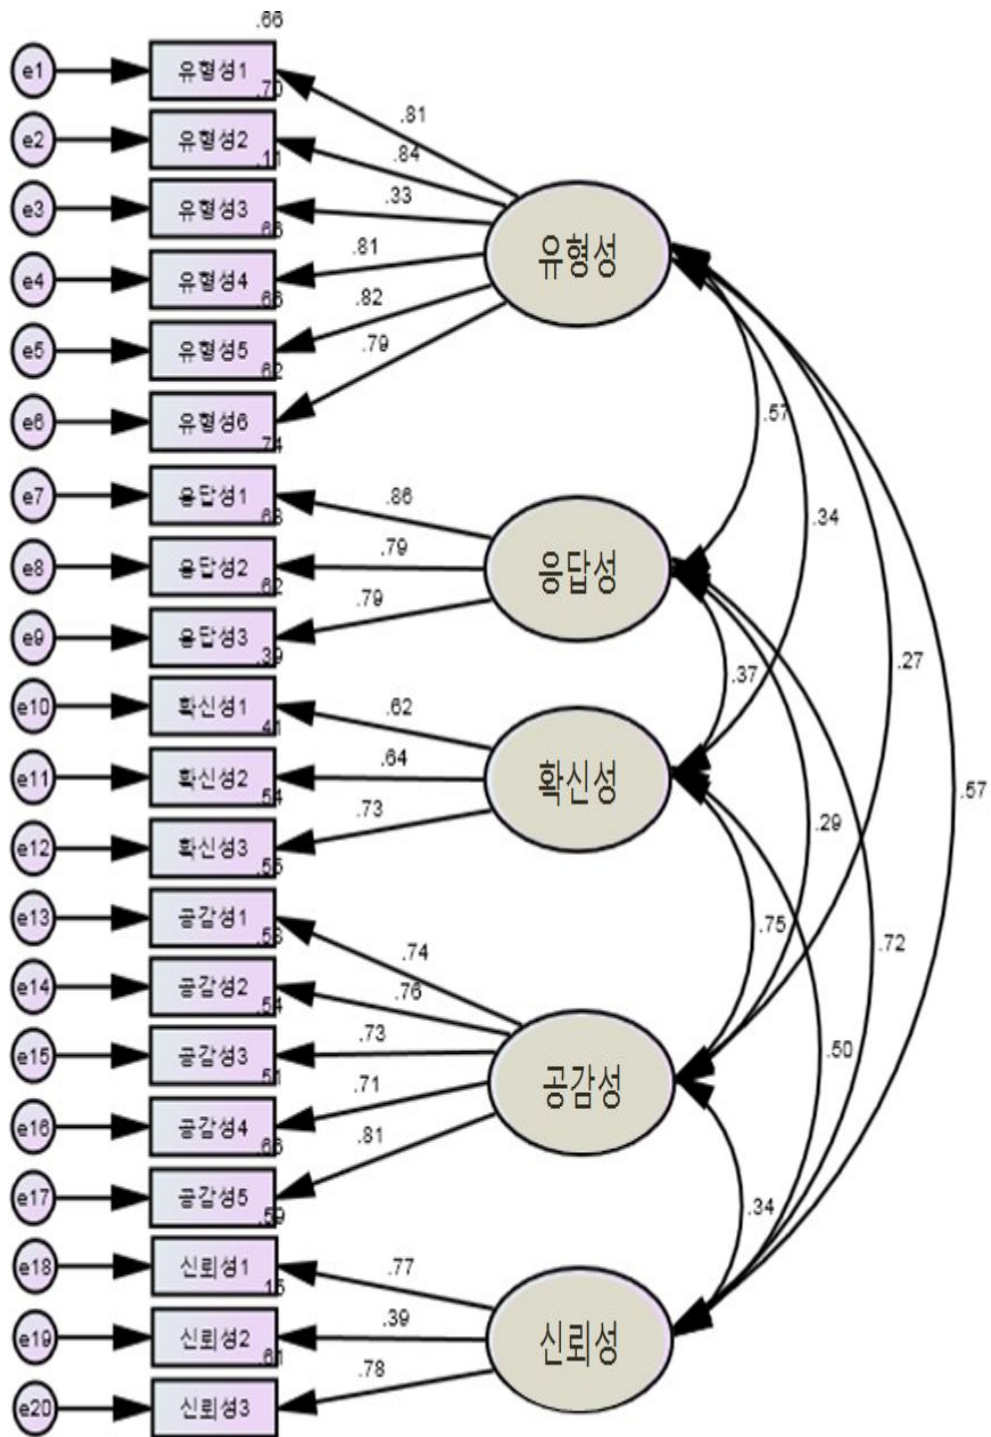 .66
e1 유형성1 .81
.70
e2 유형성2 .84
.11
e3 유형성3 .33
.66
e4 유형성4 .81
.66
e5 유형성5 .82
.62
e6 유형성6 .79
유형성
.74
e7 응답성1 .86
.63
e8 응답성2 .79
.62
e9 응답성3 .79
응답성
.39
e10 확신성1 .62
.41
e11 확신성2 .64
.54
e12 확신성3 .73
확신성
.55
e13 공감성1 .74
.58
e14 공감성2 .76
.54
e15 공감성3 .73
.51
e16 공감성4 .71
.66
e17 공감성5 .81
공감성
.59
e18 신뢰성1 .77
.15
e19 신뢰성2 .39
.61
e20 신뢰성3 .78
신뢰성
.57
.34
.27
.37
.57
.29
.75
.72
.50
.34